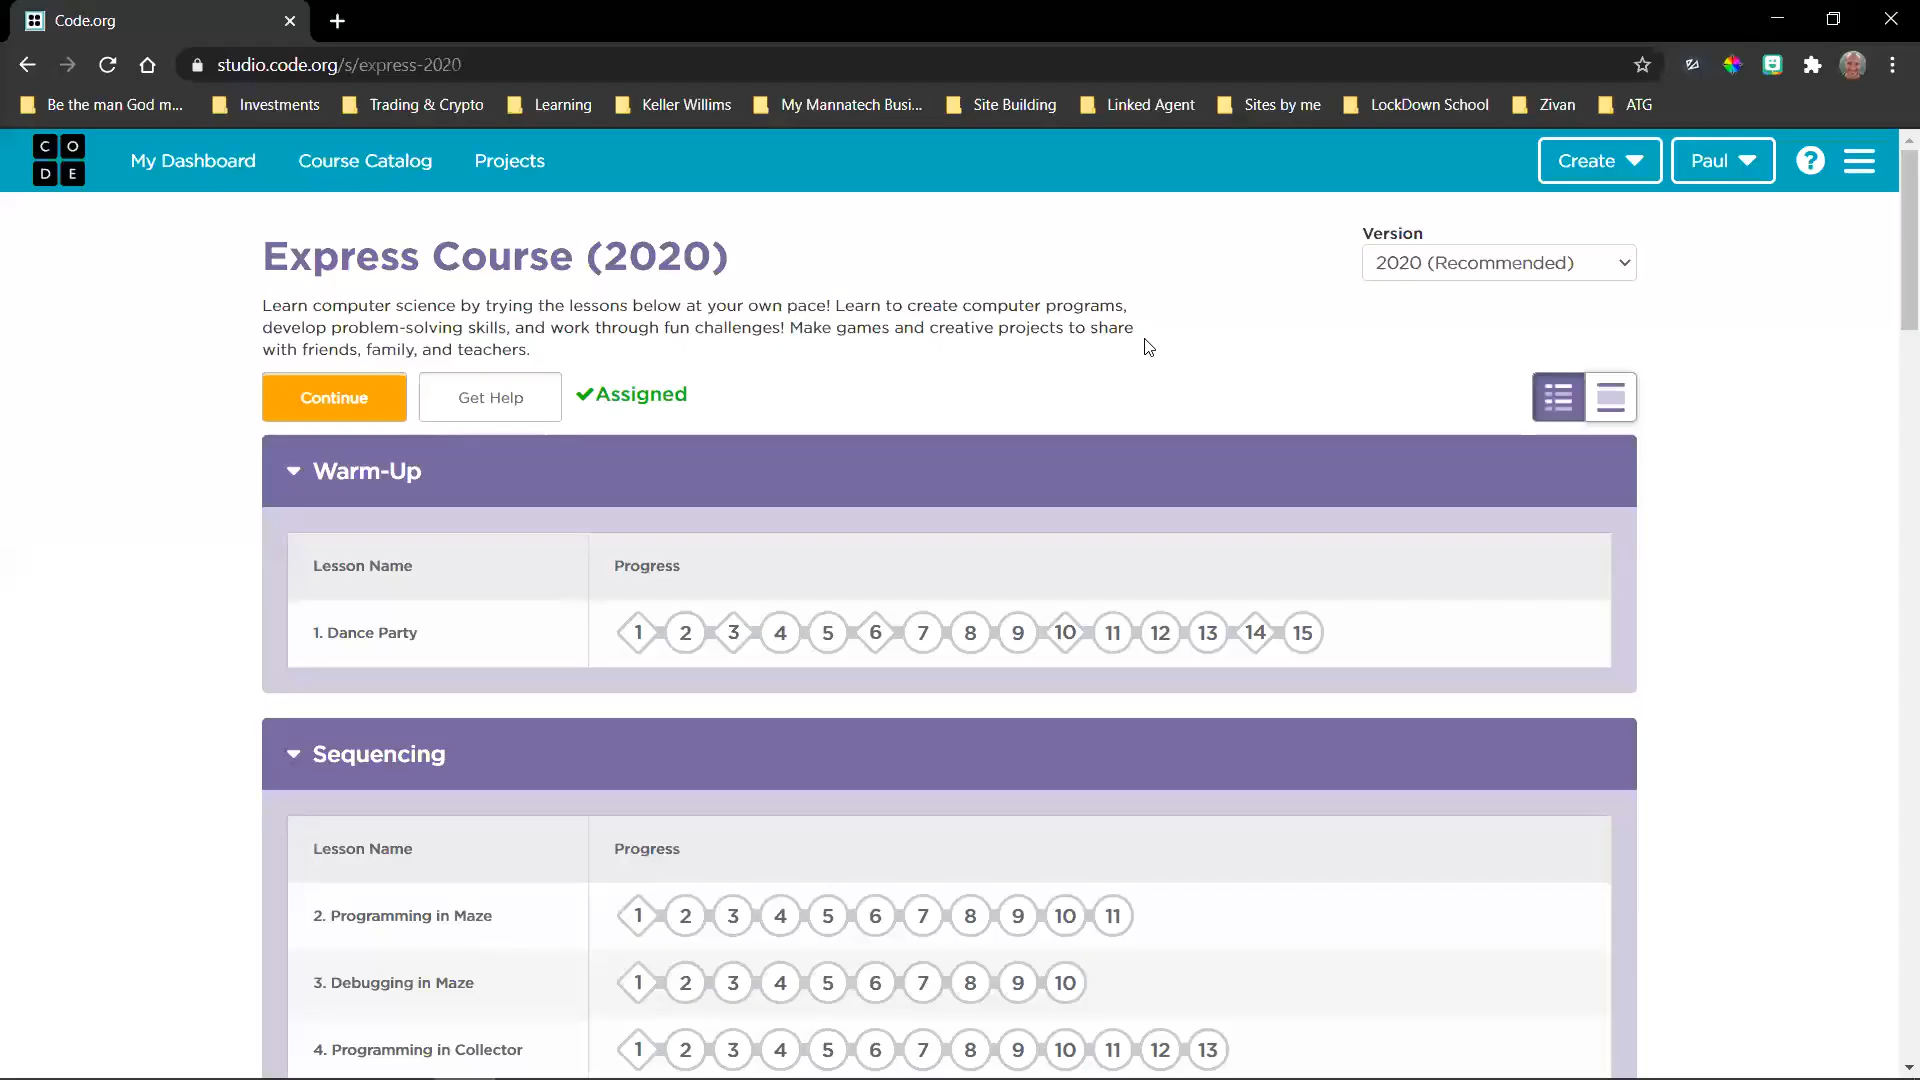 Code.org
studio.code.org/s/express-2020
Be the man God m... Investments Trading & Crypto Learning Keller Willims My Mannatech Busi... Site Building Linked Agent Sites by me LockDown School Zivan ATG
C O
D E
My Dashboard Course Catalog Projects Create Paul ?
Express Course (2020)
Version
2020 (Recommended)
Learn computer science by trying the lessons below at your own pace! Learn to create computer programs,
develop problem-solving skills, and work through fun challenges! Make games and creative projects to share
with friends, family, and teachers.
Continue Get Help Assigned
Warm-Up
Lesson Name Progress
1. Dance Party 1 2 3 4 5 6 7 8 9 10 11 12 13 14 15
Sequencing
Lesson Name Progress
2. Programming in Maze 1 2 3 4 5 6 7 8 9 10 11
3. Debugging in Maze 1 2 3 4 5 6 7 8 9 10
4. Programming in Collector 1 2 3 4 5 6 7 8 9 10 11 12 13